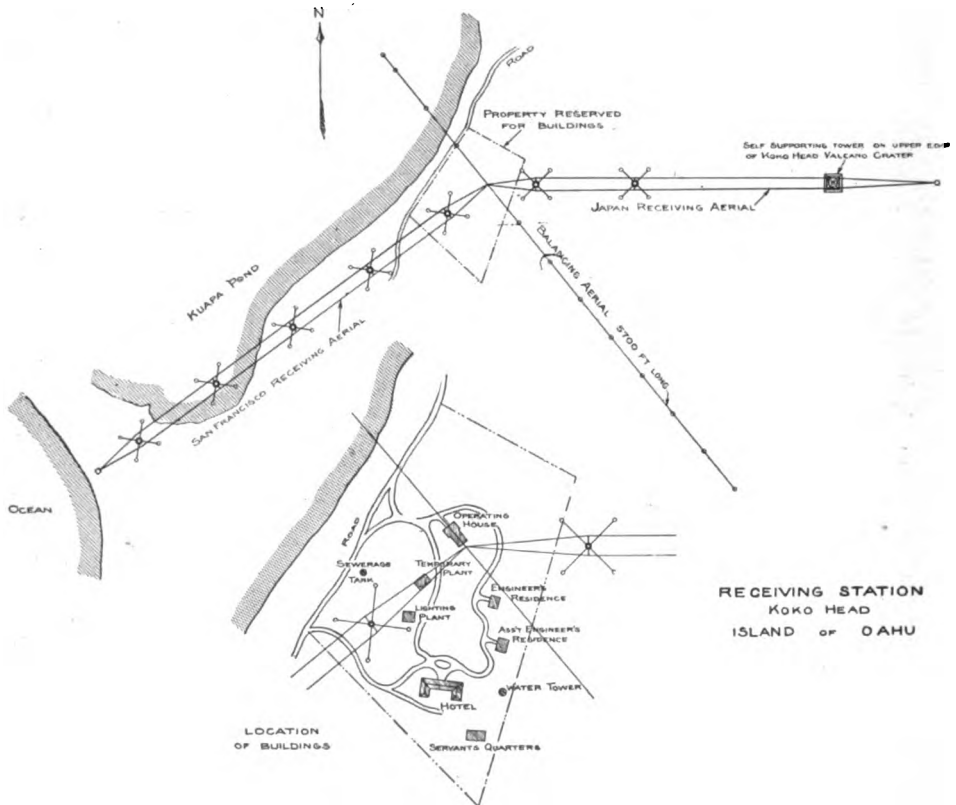 N
ROAD
PROPERTY RESERVED
FOR BUILDINGS
SELF SUPPORTING TOWER ON UPPER EDGE
OF KOKO HEAD VALCANO CRATER
JAPAN RECEIVING AERIAL
KUAPA POND
BALANCING AERIAL 5700 FT LONG
SAN FRANCISCO RECEIVING AERIAL
OCEAN
ROAD
OPERATING
HOUSE
SEWERAGE
TANK
TEMPORARY
PLANT
ENGINEER'S
RESIDENCE
LIGHTING
PLANT
ASS'T ENGINEER'S
RESIDENCE
WATER TOWER
HOTEL
SERVANTS QUARTERS
LOCATION
OF BUILDINGS
RECEIVING STATION
KOKO HEAD
ISLAND OF OAHU